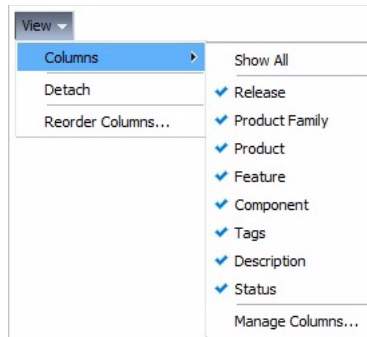 View
Columns
Detach
Reorder Columns...
Show All
Release
Product Family
Product
Feature
Component
Tags
Description
Status
Manage Columns...